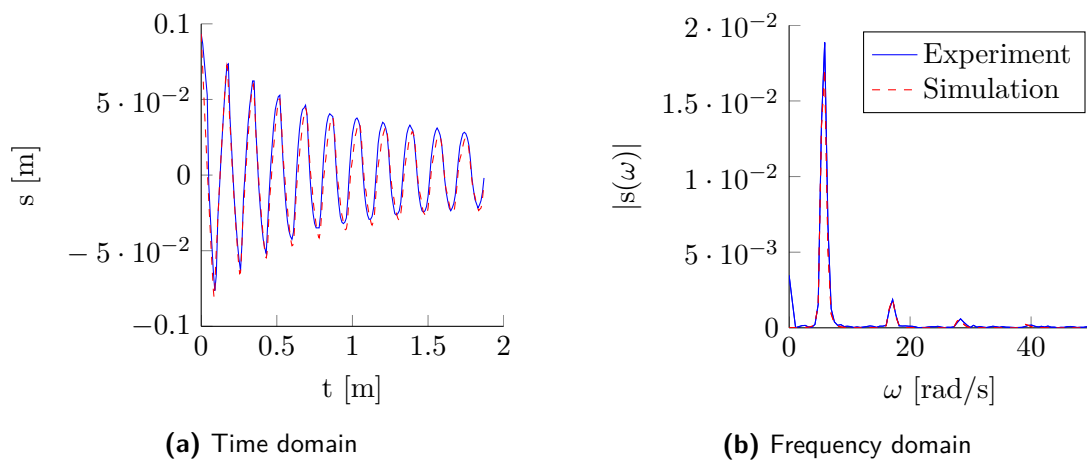 0.1
5 · 10⁻²
0
− 5 · 10⁻²
−0.1
0 0.5 1 1.5 2
s [m]
t [m]
(a) Time domain
2 · 10⁻²
1.5 · 10⁻²
1 · 10⁻²
5 · 10⁻³
0
0 20 40
|s(ω)|
ω [rad/s]
Experiment
Simulation
(b) Frequency domain